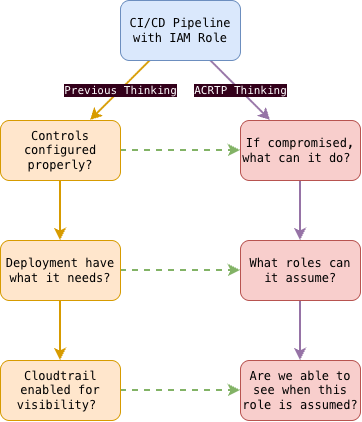 CI/CD Pipeline
with IAM Role
Previous Thinking
ACRTP Thinking
Controls
configured
properly?
If compromised,
what can it do?
Deployment have
what it needs?
What roles can
it assume?
Cloudtrail
enabled for
visibility?
Are we able to
see when this
role is assumed?